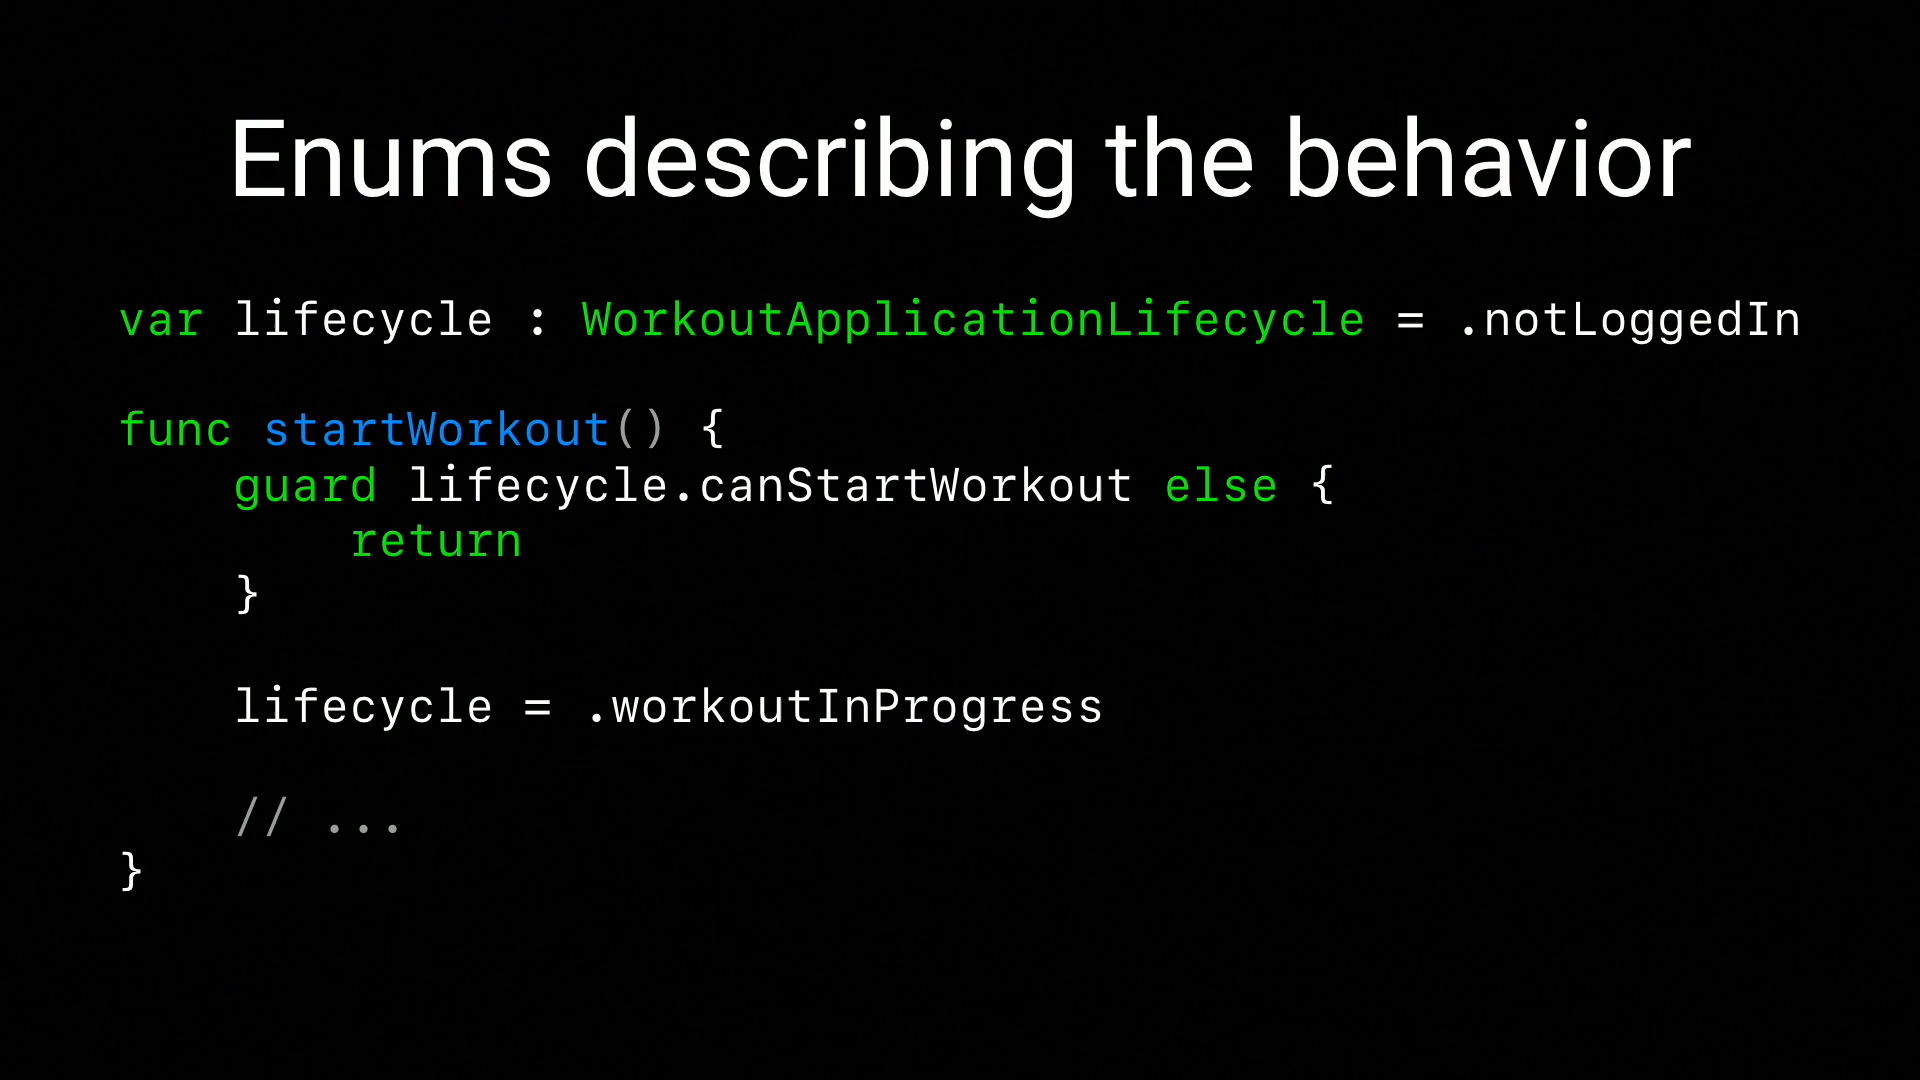 Enums describing the behavior
var lifecycle : WorkoutApplicationLifecycle = .notLoggedIn
func startWorkout() {
    guard lifecycle.canStartWorkout else {
        return
    }
    lifecycle = .workoutInProgress
    // ...
}